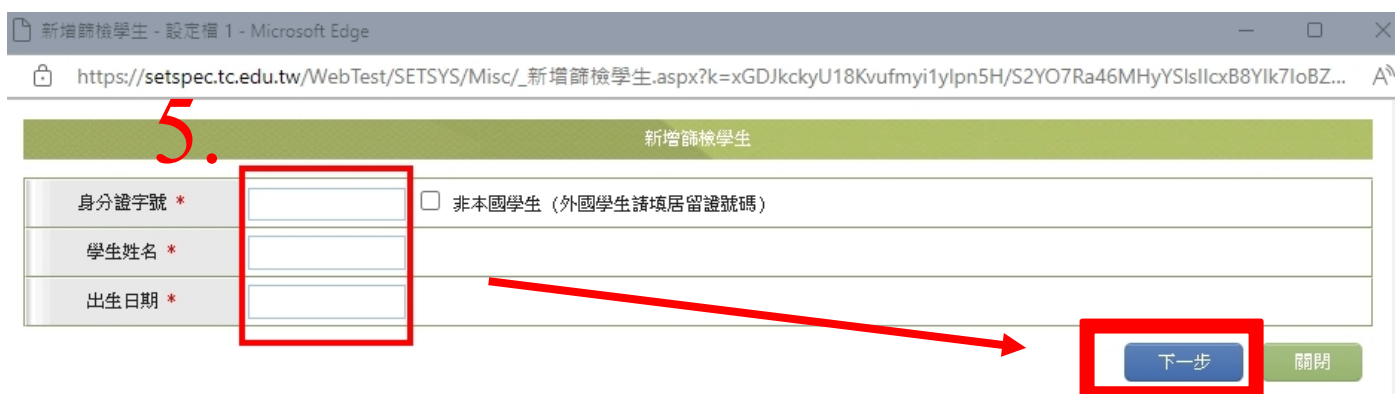 新增篩檢學生 - 設定檔 1 - Microsoft Edge
https://setspec.tc.edu.tw/WebTest/SETSYS/Misc/_新增篩檢學生.aspx?k=xGDJkckyU18Kvufmyi1yIpn5H/S2YO7Ra46MHyYSIsIIcxB8YIk7IoBZ...
5.
新增篩檢學生
身分證字號 *
非本國學生 (外國學生請填居留證號碼)
學生姓名 *
出生日期 *
下一步 關閉